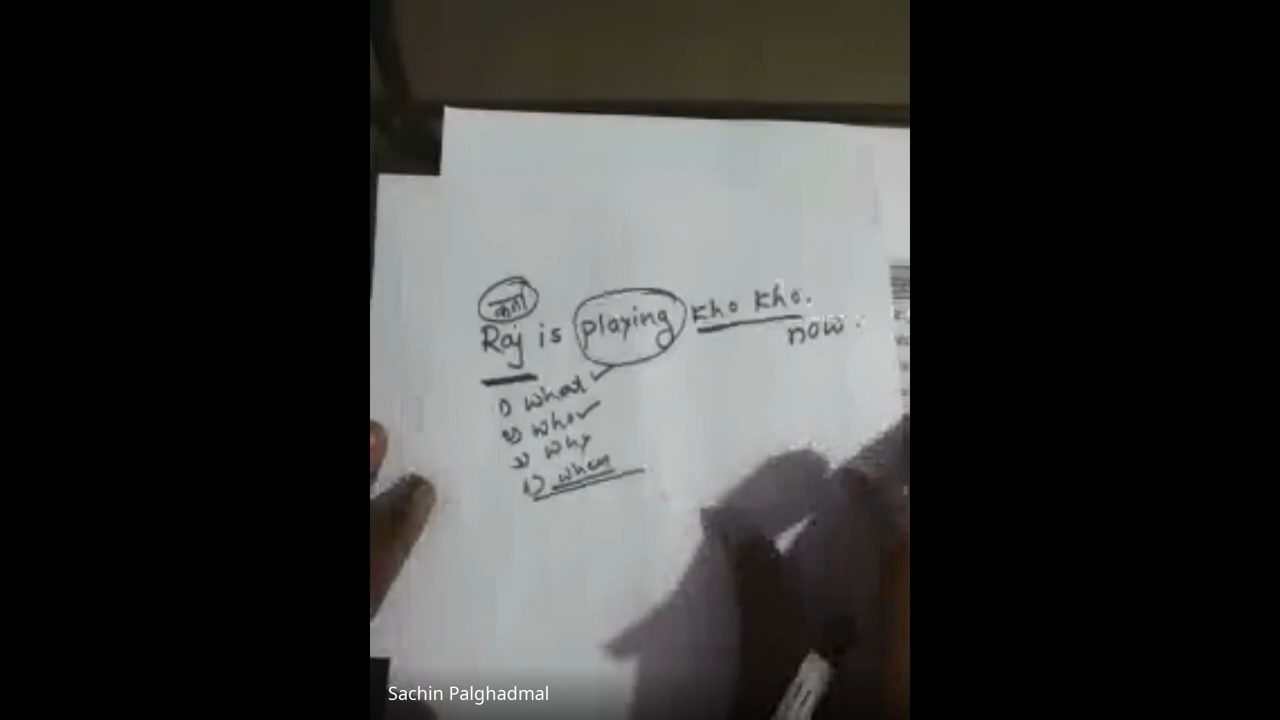 कर्ता
Raj is playing Kho Kho.
now.
1) what
2) who
3) why
4) when
Sachin Palghadmal